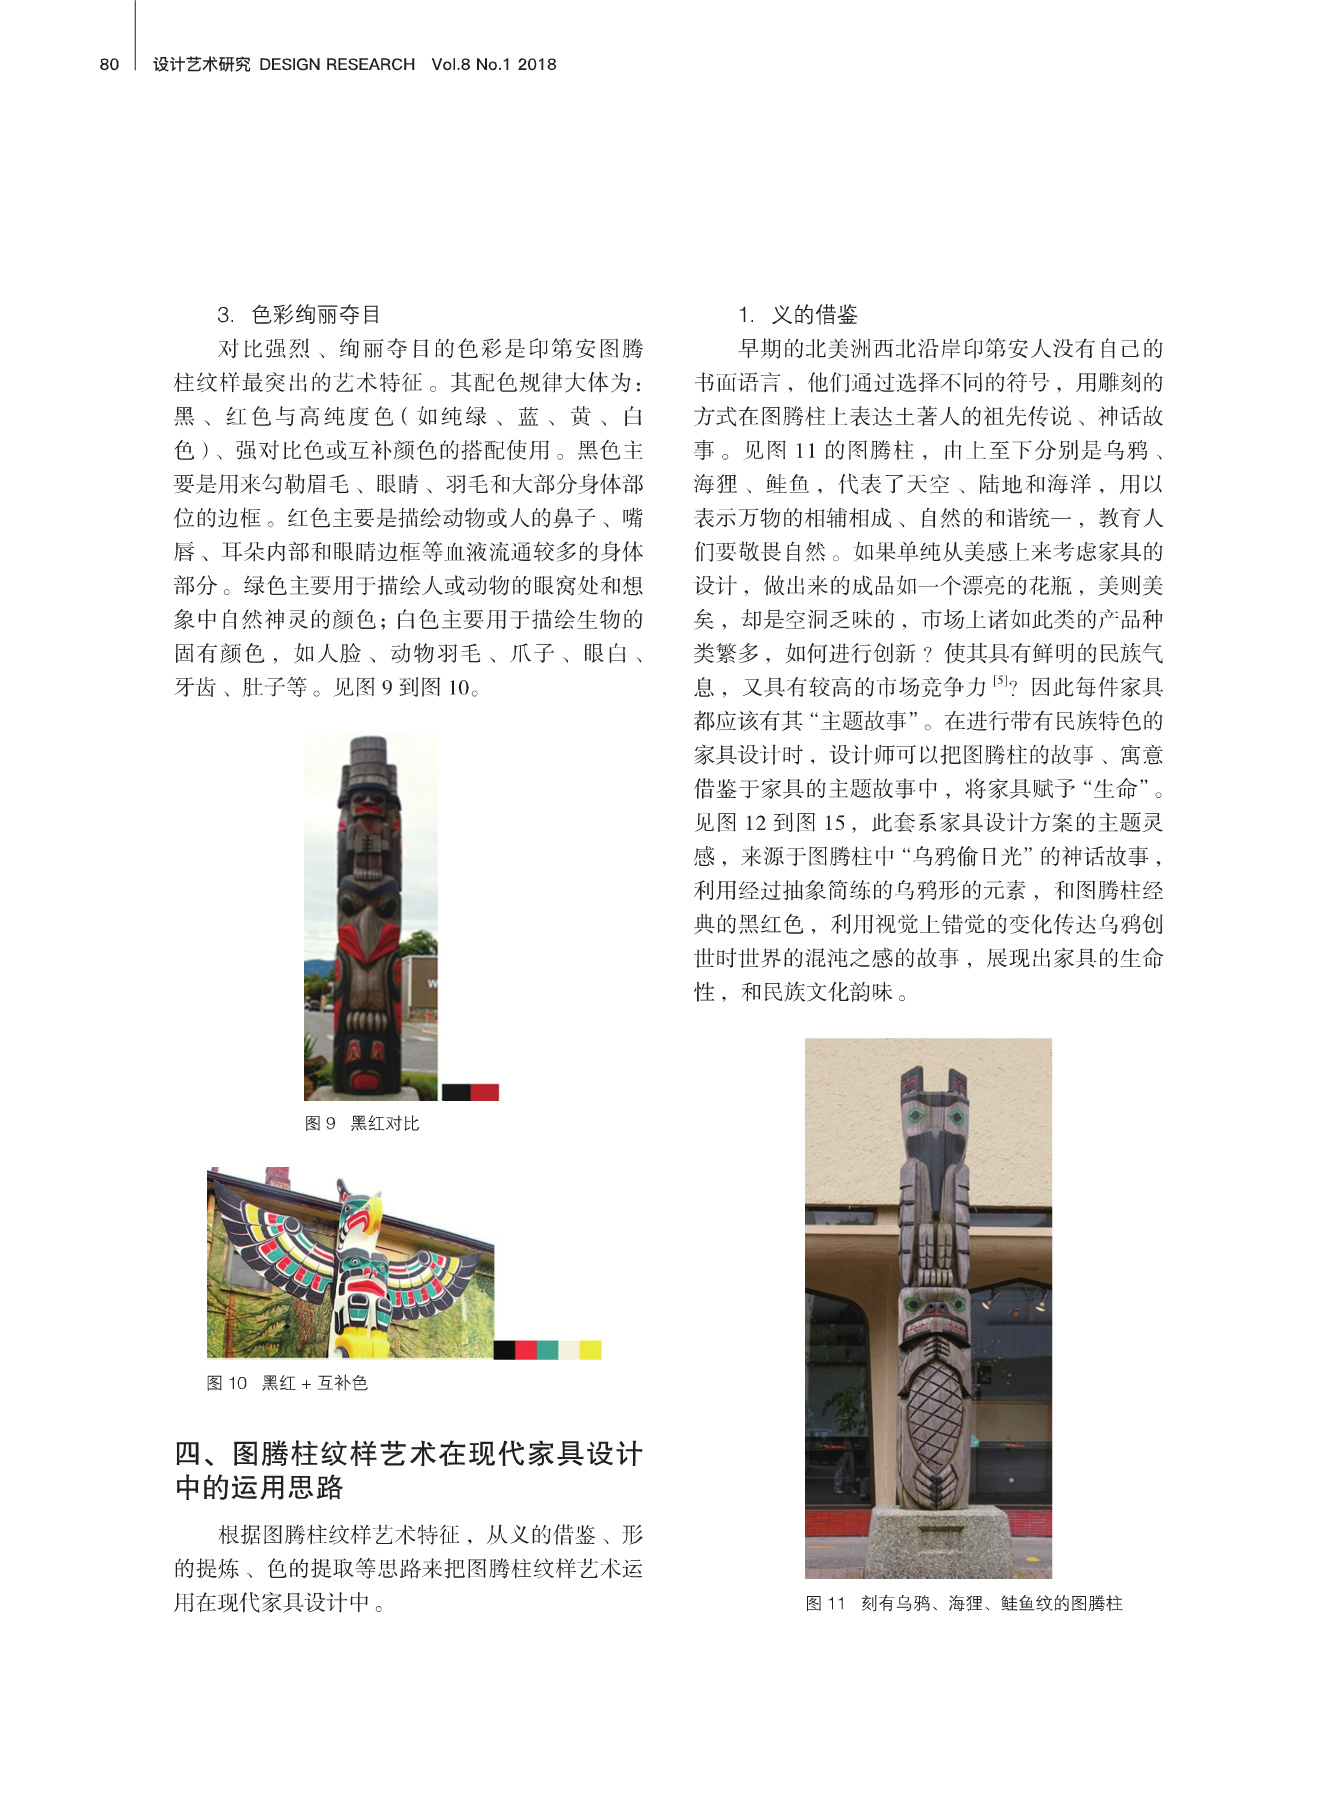 80 设计艺术研究 DESIGN RESEARCH Vol.8 No.1 2018
3. 色彩绚丽夺目
对比强烈、绚丽夺目的色彩是印第安图腾
柱纹样最突出的艺术特征。其配色规律大体为:
黑、红色与高纯度色(如纯绿、蓝、黄、白
色)、强对比色或互补颜色的搭配使用。黑色主
要是用来勾勒眉毛、眼睛、羽毛和大部分身体部
位的边框。红色主要是描绘动物或人的鼻子、嘴
唇、耳朵内部和眼睛边框等血液流通较多的身体
部分。绿色主要用于描绘人或动物的眼窝处和想
象中自然神灵的颜色;白色主要用于描绘生物的
固有颜色,如人脸、动物羽毛、爪子、眼白、
牙齿、肚子等。见图 9 到图 10。
W
图 9 黑红对比
图 10 黑红 + 互补色
四、图腾柱纹样艺术在现代家具设计
中的运用思路
根据图腾柱纹样艺术特征,从义的借鉴、形
的提炼、色的提取等思路来把图腾柱纹样艺术运
用在现代家具设计中。
1. 义的借鉴
早期的北美洲西北沿岸印第安人没有自己的
书面语言,他们通过选择不同的符号,用雕刻的
方式在图腾柱上表达土著人的祖先传说、神话故
事。见图 11 的图腾柱,由上至下分别是乌鸦、
海狸、鲑鱼,代表了天空、陆地和海洋,用以
表示万物的相辅相成、自然的和谐统一,教育人
们要敬畏自然。如果单纯从美感上来考虑家具的
设计,做出来的成品如一个漂亮的花瓶,美则美
矣,却是空洞乏味的,市场上诸如此类的产品种
类繁多,如何进行创新?使其具有鲜明的民族气
息,又具有较高的市场竞争力[5]?因此每件家具
都应该有其“主题故事”。在进行带有民族特色的
家具设计时,设计师可以把图腾柱的故事、寓意
借鉴于家具的主题故事中,将家具赋予“生命”。
见图 12 到图 15,此套系家具设计方案的主题灵
感,来源于图腾柱中“乌鸦偷日光”的神话故事,
利用经过抽象简练的乌鸦形的元素,和图腾柱经
典的黑红色,利用视觉上错觉的变化传达乌鸦创
世时世界的混沌之感的故事,展现出家具的生命
性,和民族文化韵味。
图 11 刻有乌鸦、海狸、鲑鱼纹的图腾柱